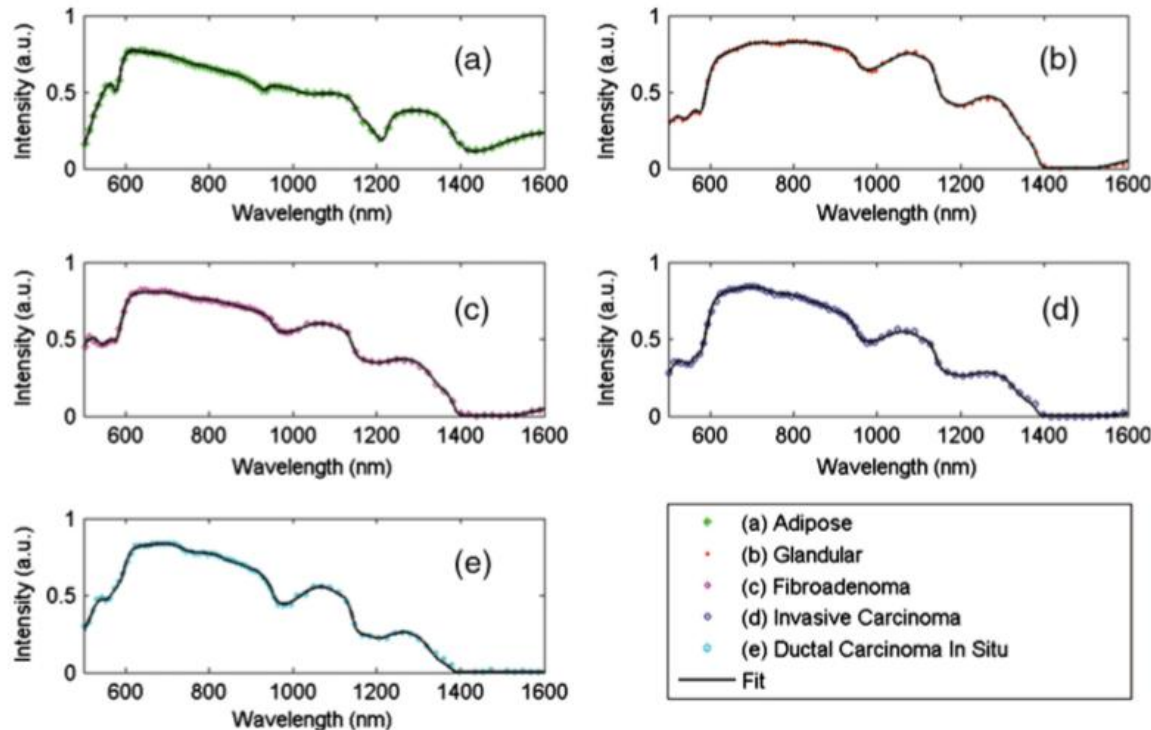 1
0.5
0
Intensity (a.u.)
(a)
600 800 1000 1200 1400 1600
Wavelength (nm)
1
0.5
0
Intensity (a.u.)
(b)
600 800 1000 1200 1400 1600
Wavelength (nm)
1
0.5
0
Intensity (a.u.)
(c)
600 800 1000 1200 1400 1600
Wavelength (nm)
1
0.5
0
Intensity (a.u.)
(d)
600 800 1000 1200 1400 1600
Wavelength (nm)
1
0.5
0
Intensity (a.u.)
(e)
600 800 1000 1200 1400 1600
Wavelength (nm)
(a) Adipose
(b) Glandular
(c) Fibroadenoma
(d) Invasive Carcinoma
(e) Ductal Carcinoma In Situ
Fit